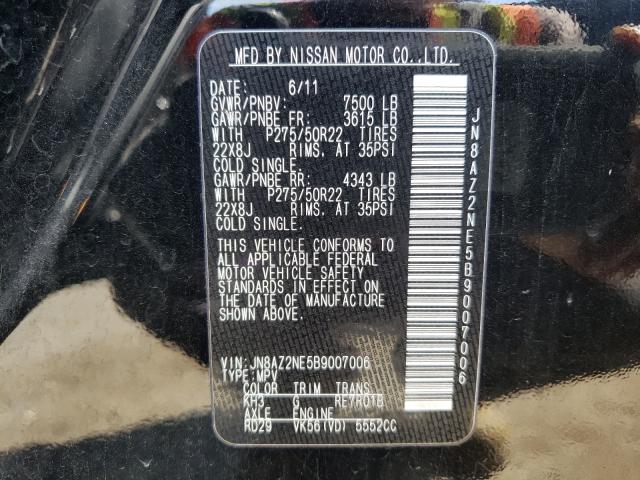 MFD BY NISSAN MOTOR CO.,LTD.
DATE: 6/11
GVWR/PNBV: 7500 LB
GAWR/PNBE FR: 3615 LB
WITH P275/50R22 TIRES
22X8J RIMS, AT 35PSI
COLD SINGLE.
GAWR/PNBE RR: 4343 LB
WITH P275/50R22 TIRES
22X8J RIMS, AT 35PSI
COLD SINGLE.
THIS VEHICLE CONFORMS TO
ALL APPLICABLE FEDERAL
MOTOR VEHICLE SAFETY
STANDARDS IN EFFECT ON
THE DATE OF MANUFACTURE
SHOWN ABOVE.
VIN: JN8AZ2NE5B9007006
TYPE: MPV
COLOR TRIM TRANS
KH3 G RE7R01B
AXLE ENGINE
RD29 VK56(VD) 5552CC
JN8AZ2NE5B9007006